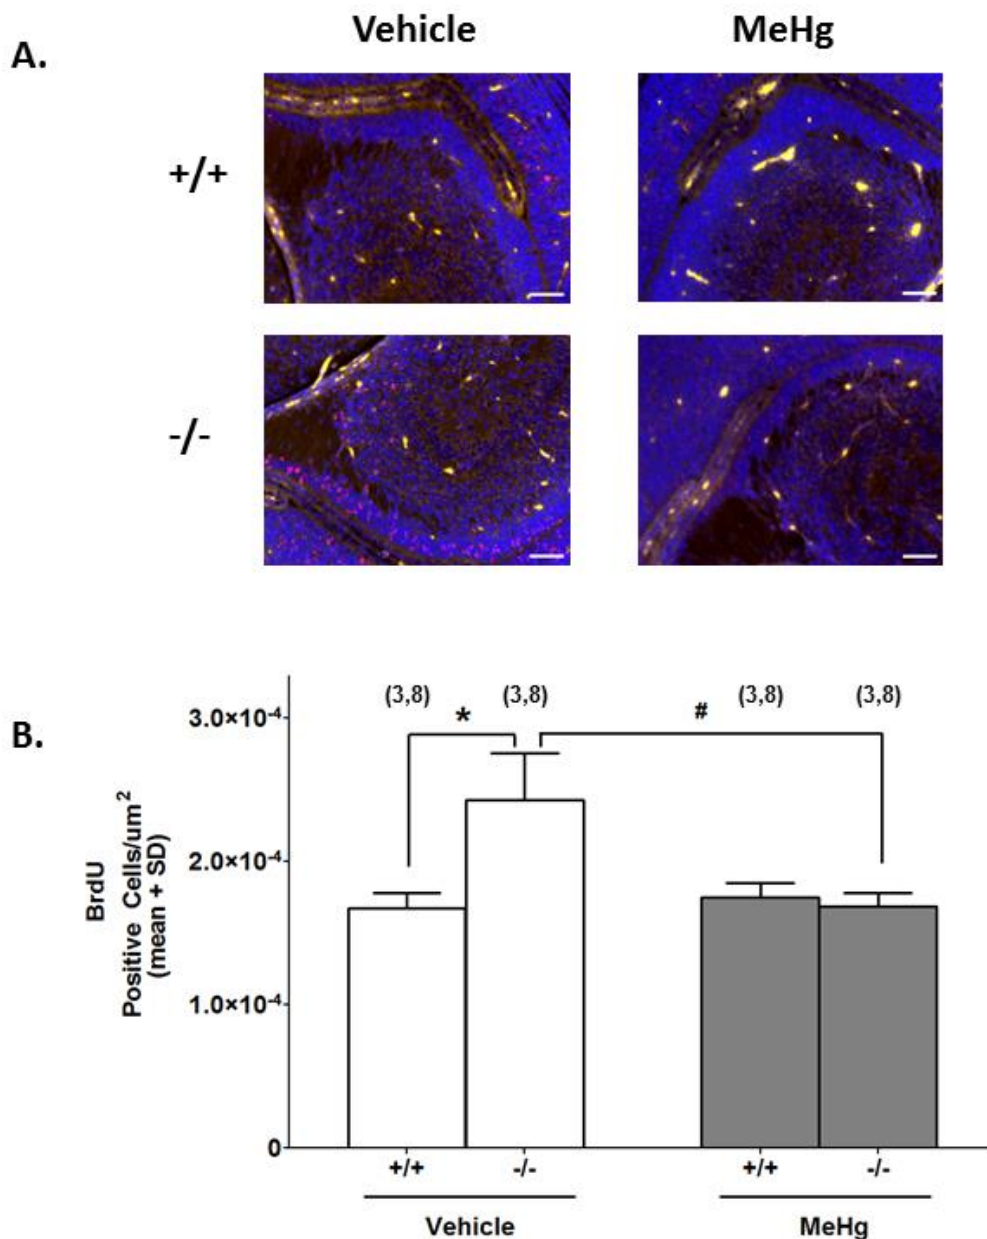 Vehicle MeHg
A.
+/+
-/-
B.
(3,8) (3,8) (3,8) (3,8)
* #
3.0×10-4
2.0×10-4
1.0×10-4
0
BrdU
Positive Cells/um2
(mean + SD)
+/+ -/- +/+ -/-
Vehicle MeHg